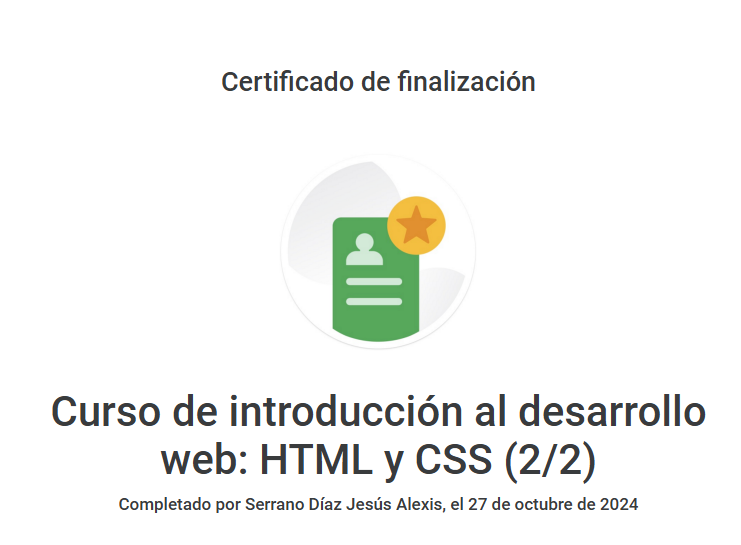 Certificado de finalización
Curso de introducción al desarrollo
web: HTML y CSS (2/2)
Completado por Serrano Díaz Jesús Alexis, el 27 de octubre de 2024